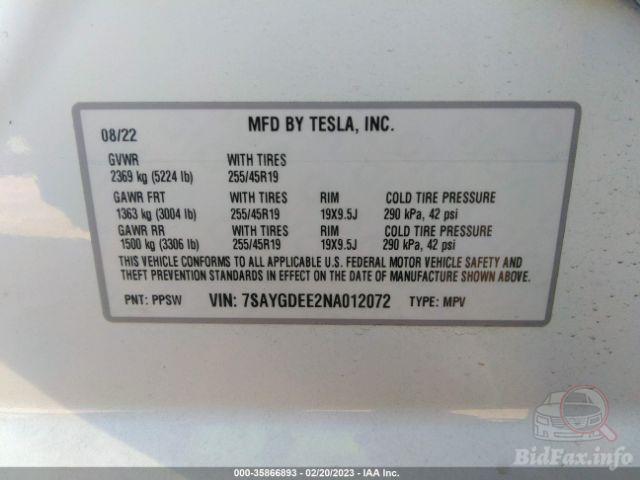 MFD BY TESLA, INC.
08/22
GVWR WITH TIRES
2369 kg (5224 lb) 255/45R19
GAWR FRT WITH TIRES RIM COLD TIRE PRESSURE
1363 kg (3004 lb) 255/45R19 19X9.5J 290 kPa, 42 psi
GAWR RR WITH TIRES RIM COLD TIRE PRESSURE
1500 kg (3306 lb) 255/45R19 19X9.5J 290 kPa, 42 psi
THIS VEHICLE CONFORMS TO ALL APPLICABLE U.S. FEDERAL MOTOR VEHICLE SAFETY AND
THEFT PREVENTION STANDARDS IN EFFECT ON THE DATE OF MANUFACTURE SHOWN ABOVE.
PNT: PPSW VIN: 7SAYGDEE2NA012072 TYPE: MPV
BidFax.info
000-35866893 - 02/20/2023 - IAA Inc.